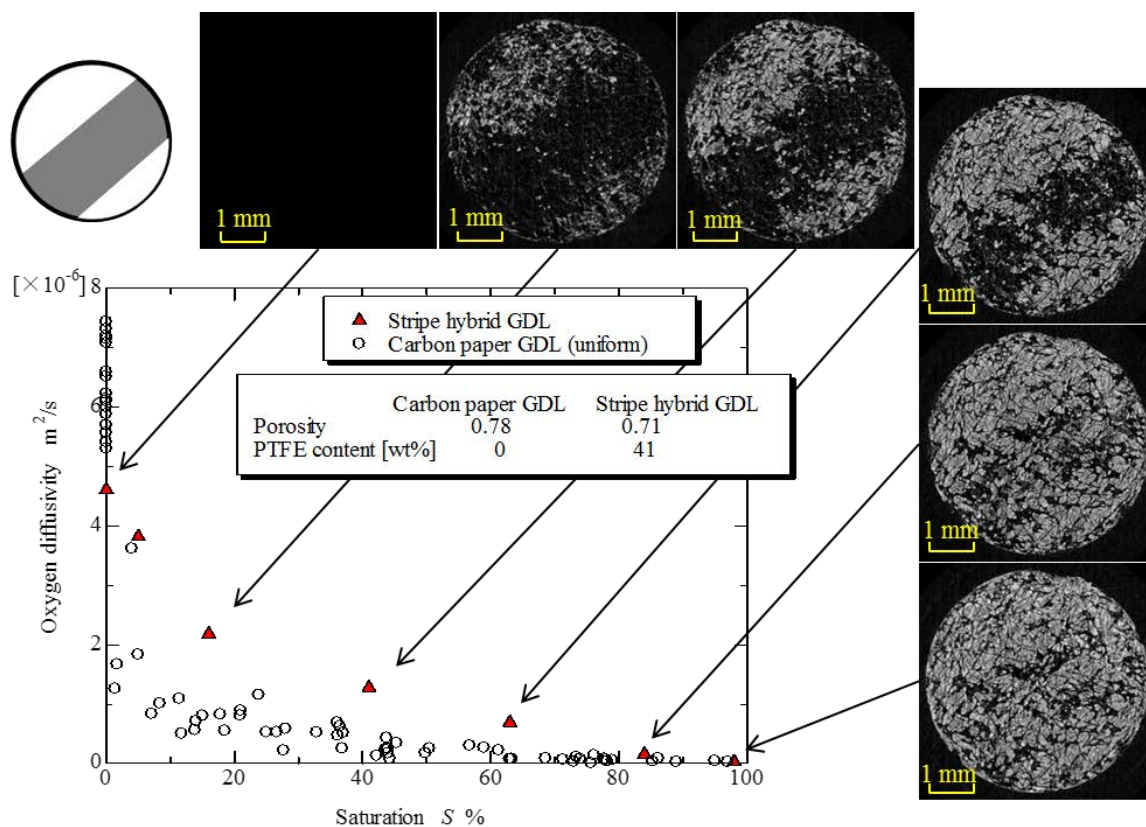 1 mm
1 mm
1 mm
1 mm
1 mm
1 mm
[×10⁻⁶]
8
6
4
2
0
Oxygen diffusivity m²/s
Stripe hybrid GDL
Carbon paper GDL (uniform)
Carbon paper GDL Stripe hybrid GDL
Porosity 0.78 0.71
PTFE content [wt%] 0 41
0 20 40 60 80 100
Saturation S %